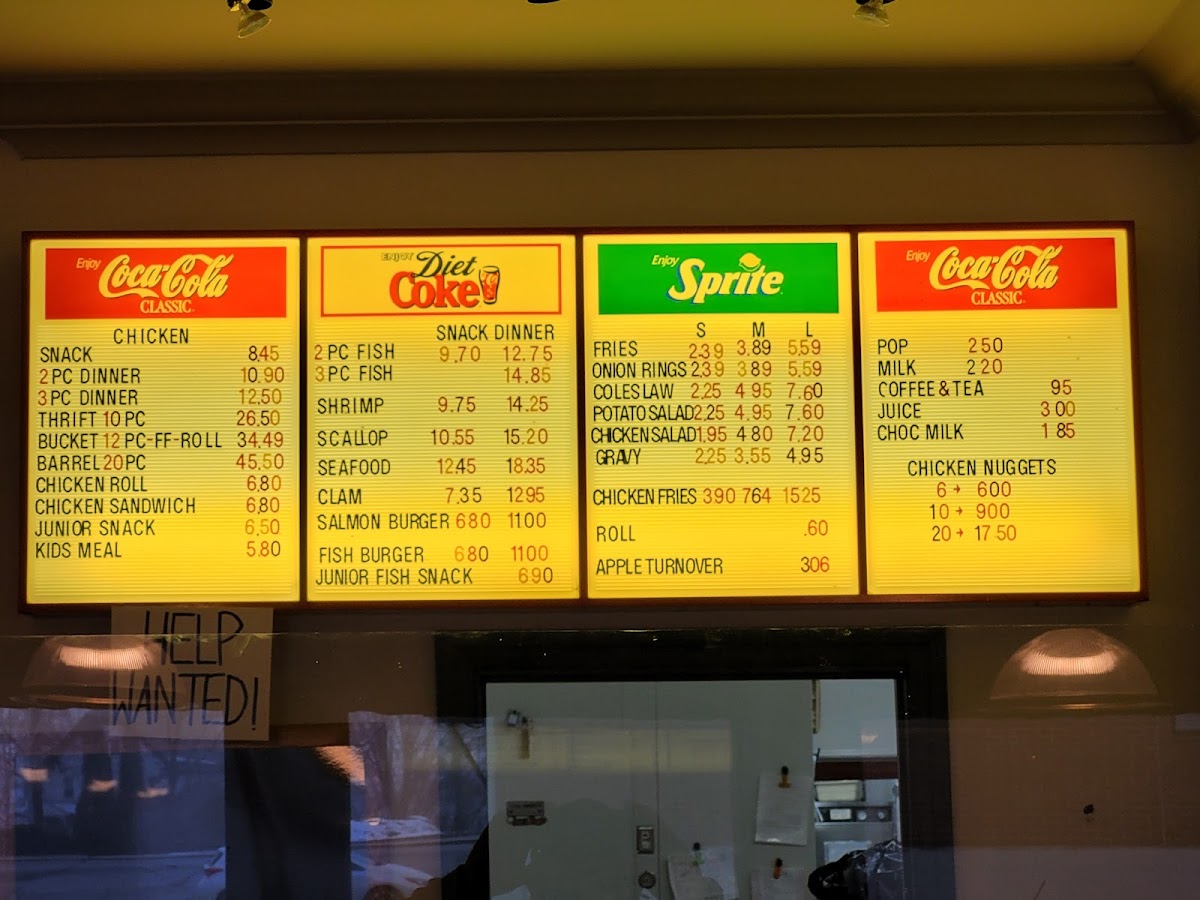 Enjoy
Coca-Cola
CLASSIC
CHICKEN
SNACK 8.45
2 PC DINNER 10.90
3 PC DINNER 12.50
THRIFT 10 PC 26.50
BUCKET 12 PC-FF-ROLL 34.49
BARREL 20 PC 45.50
CHICKEN ROLL 6.80
CHICKEN SANDWICH 6.80
JUNIOR SNACK 6.50
KIDS MEAL 5.80
ENJOY
Diet
Coke
SNACK DINNER
2 PC FISH 9.70 12.75
3 PC FISH 14.85
SHRIMP 9.75 14.25
SCALLOP 10.55 15.20
SEAFOOD 12.45 18.35
CLAM 7.35 12 95
SALMON BURGER 6 80 11 00
FISH BURGER 6 80 11 00
JUNIOR FISH SNACK 6 90
Enjoy
Sprite
S M L
FRIES 2.39 3.89 5.59
ONION RINGS 2.39 3 89 5.59
COLESLAW 2.25 4 95 7.60
POTATO SALAD 2.25 4.95 7.60
CHICKEN SALAD 1.95 4 80 7.20
GRAVY 2.25 3.55 4.95
CHICKEN FRIES 3 90 7 64 15 25
ROLL .60
APPLE TURNOVER 3 06
Enjoy
Coca-Cola
CLASSIC
POP 2 50
MILK 2 20
COFFEE & TEA 95
JUICE 3 00
CHOC MILK 1 85
CHICKEN NUGGETS
6 → 6 00
10 → 9 00
20 → 17 50
HELP
WANTED!